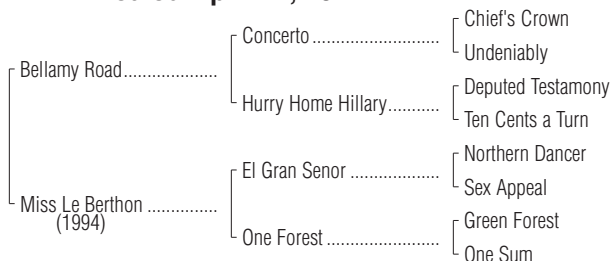 Chief's Crown
Concerto ...........................
Undeniably
Bellamy Road....................
Deputed Testamony
Hurry Home Hillary...........
Ten Cents a Turn
Northern Dancer
El Gran Senor ...................
Sex Appeal
Miss Le Berthon ...............
(1994)
Green Forest
One Forest ........................
One Sum